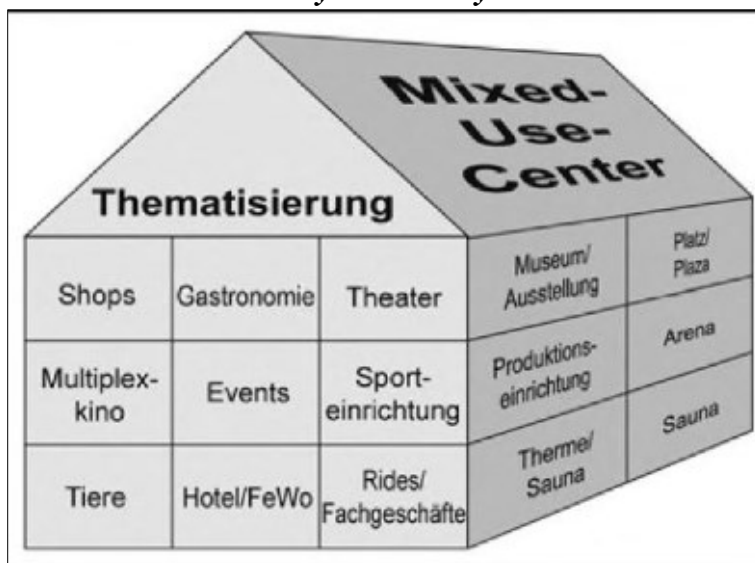 Mixed-
Use-
Center
Thematisierung
Shops
Gastronomie
Theater
Museum/
Ausstellung
Platz/
Plaza
Multiplex-
kino
Events
Sport-
einrichtung
Produktions-
einrichtung
Arena
Tiere
Hotel/FeWo
Rides/
Fachgeschäfte
Therme/
Sauna
Sauna